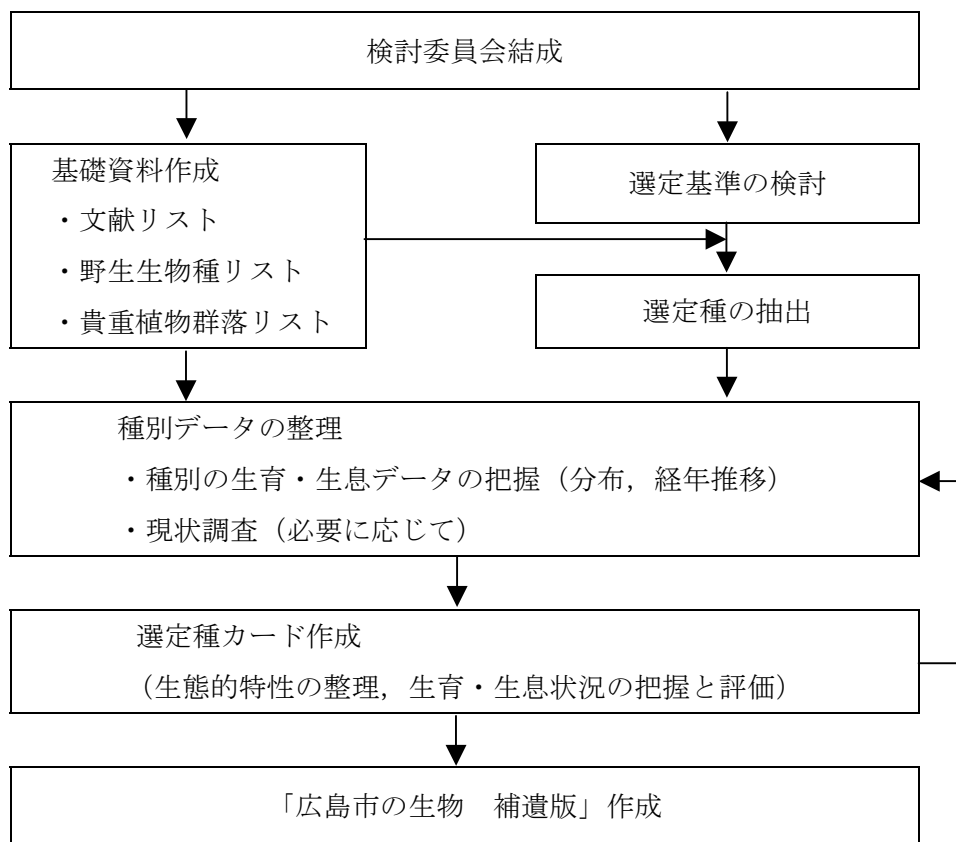 検討委員会結成
基礎資料作成
・文献リスト
・野生生物種リスト
・貴重植物群落リスト
選定基準の検討
選定種の抽出
種別データの整理
・種別の生育・生息データの把握（分布，経年推移）
・現状調査（必要に応じて）
選定種カード作成
（生態的特性の整理，生育・生息状況の把握と評価）
「広島市の生物　補遺版」作成